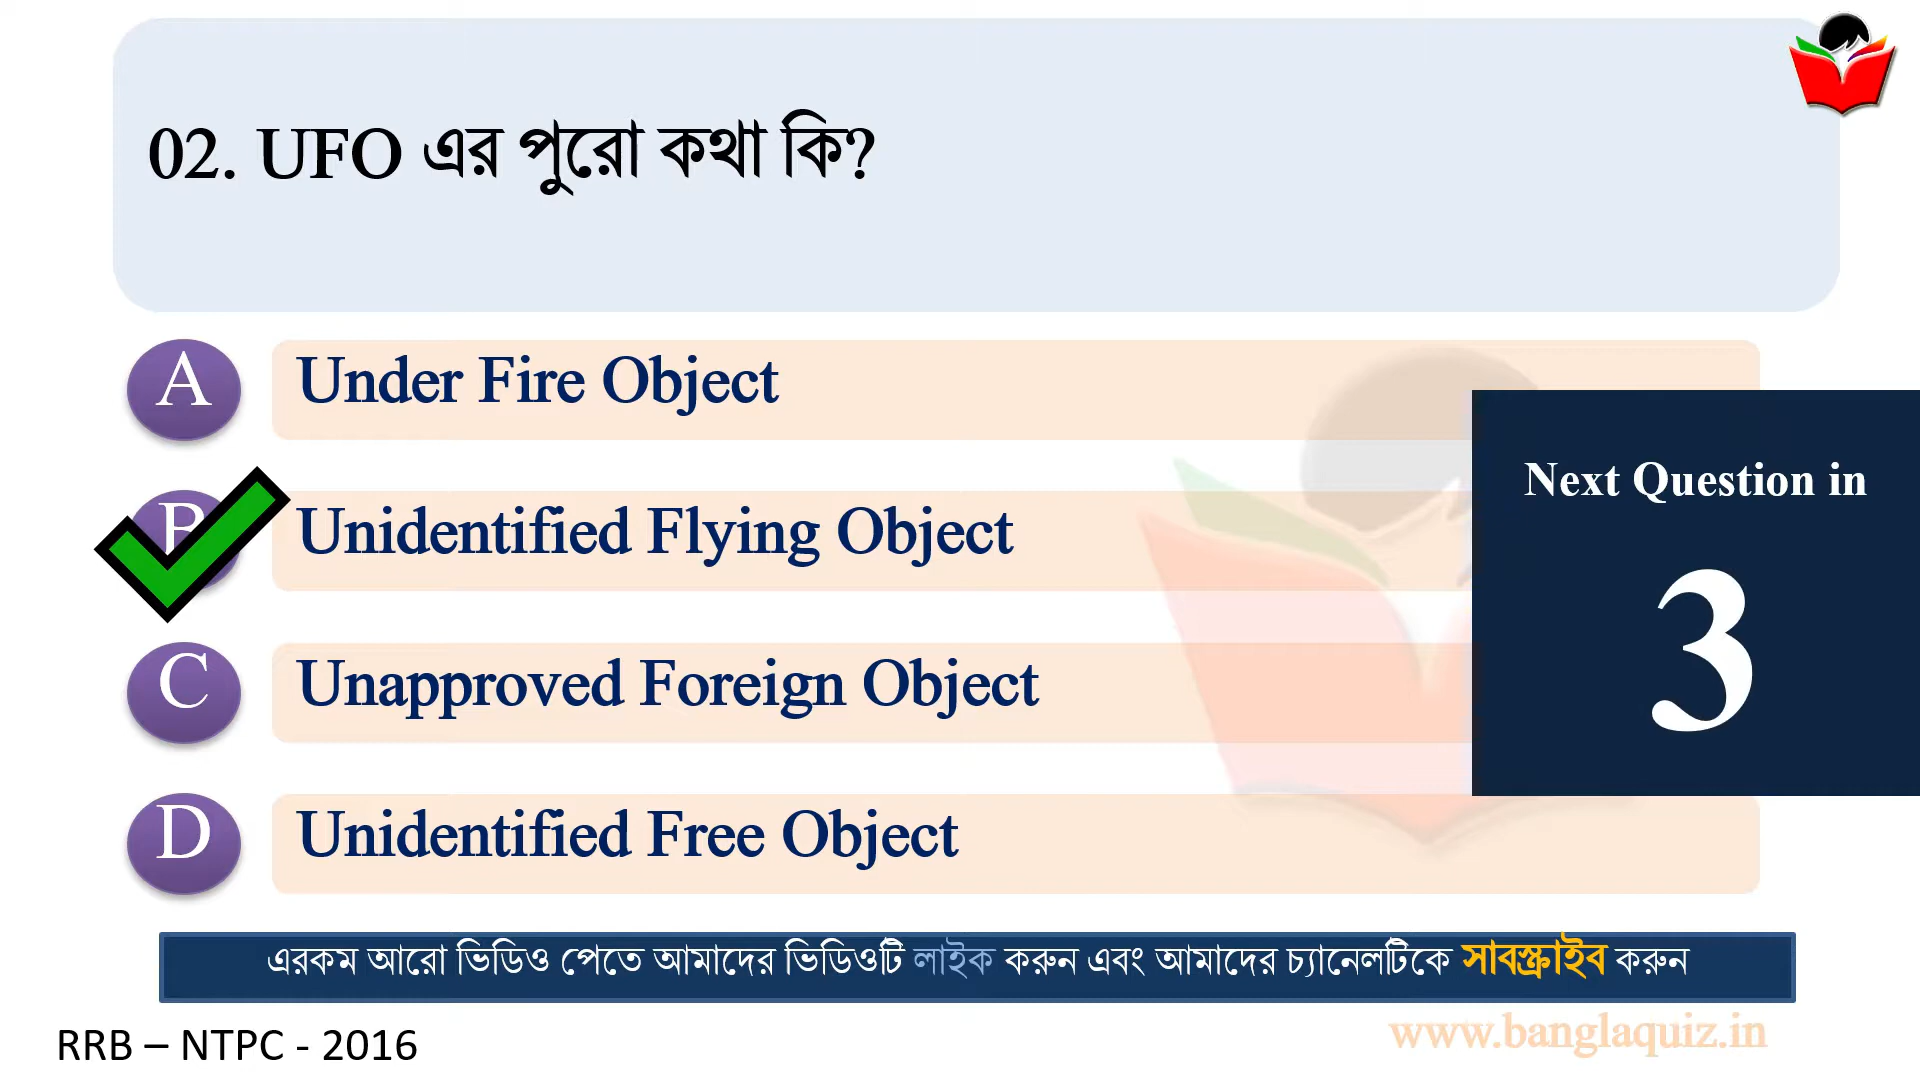 02. UFO এর পুরো কথা কি?
A Under Fire Object
B Unidentified Flying Object
C Unapproved Foreign Object
D Unidentified Free Object
Next Question in
3
এরকম আরো ভিডিও পেতে আমাদের ভিডিওটি লাইক করুন এবং আমাদের চ্যানেলটিকে সাবস্ক্রাইব করুন
RRB – NTPC - 2016
www.banglaquiz.in